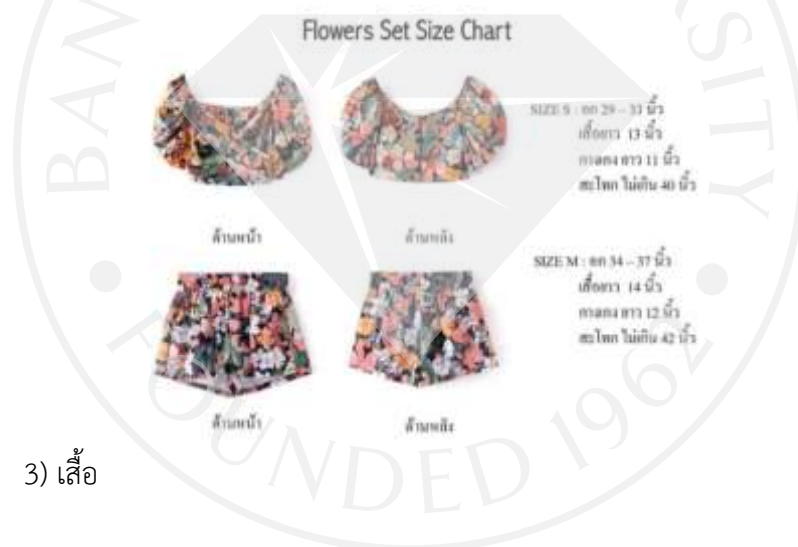 Flowers Set Size Chart
SIZE S : อก 29 – 33 นิ้ว
เสื้อยาว 13 นิ้ว
กางเกง ยาว 11 นิ้ว
สะโพก ไม่เกิน 40 นิ้ว
ด้านหน้า
ด้านหลัง
SIZE M : อก 34 – 37 นิ้ว
เสื้อยาว 14 นิ้ว
กางเกง ยาว 12 นิ้ว
สะโพก ไม่เกิน 42 นิ้ว
ด้านหน้า
ด้านหลัง
3) เสื้อ
FOUNDED 1962